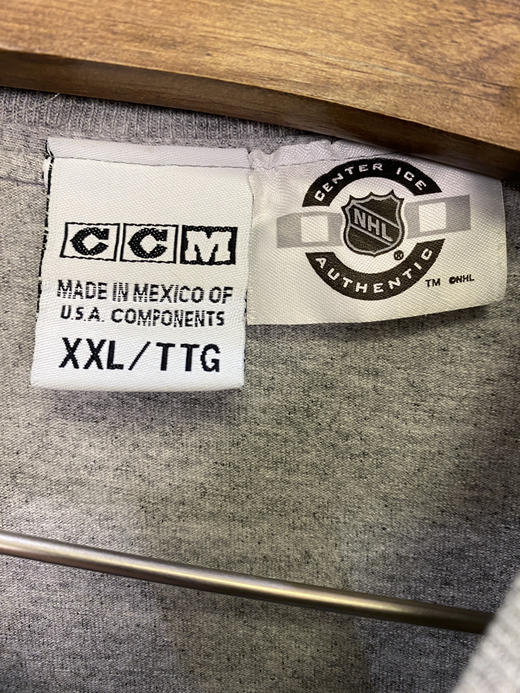 CCM
MADE IN MEXICO OF
U.S.A. COMPONENTS
XXL/TTG
CENTER ICE
NHL
®
AUTHENTIC
TM ©NHL